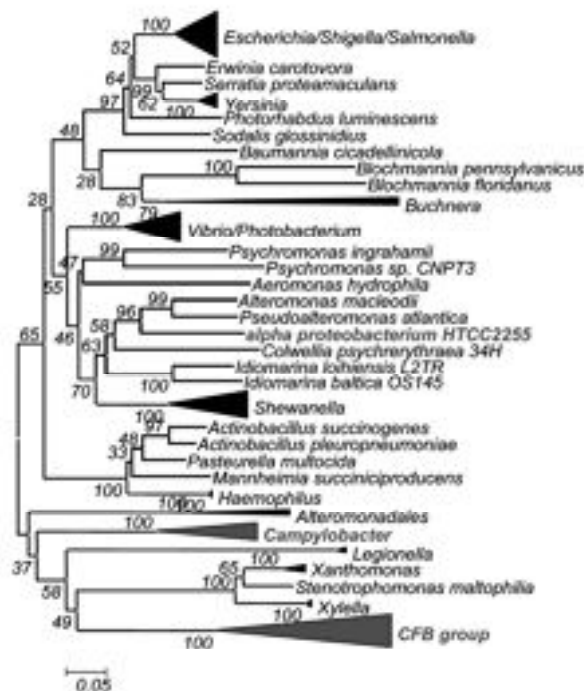 100
Escherichia/Shigella/Salmonella
52
Erwinia carotovora
64
99
Serratia proteamaculans
62
100
Yersinia
97
Photorhabdus luminescens
48
Sodalis glossinidius
Baumannia cicadellinicola
28
100
Blochmannia pennsylvanicus
Blochmannia floridanus
83
Buchnera
28
79
100
Vibrio/Photobacterium
47
99
Psychromonas ingrahamii
55
Psychromonas sp. CNPT3
Aeromonas hydrophila
99
Alteromonas macleodii
96
Pseudoalteromonas atlantica
58
alpha proteobacterium HTCC2255
46
63
Colwellia psychrerythraea 34H
65
Idiomarina loihiensis L2TR
100
Idiomarina baltica OS145
70
100
Shewanella
97
Actinobacillus succinogenes
48
Actinobacillus pleuropneumoniae
33
Pasteurella multocida
Mannheimia succiniciproducens
100
Haemophilus
100
100
Alteromonadales
100
Campylobacter
37
Legionella
100
65
Xanthomonas
58
100
Stenotrophomonas maltophilia
100
Xylella
49
100
CFB group
0.05